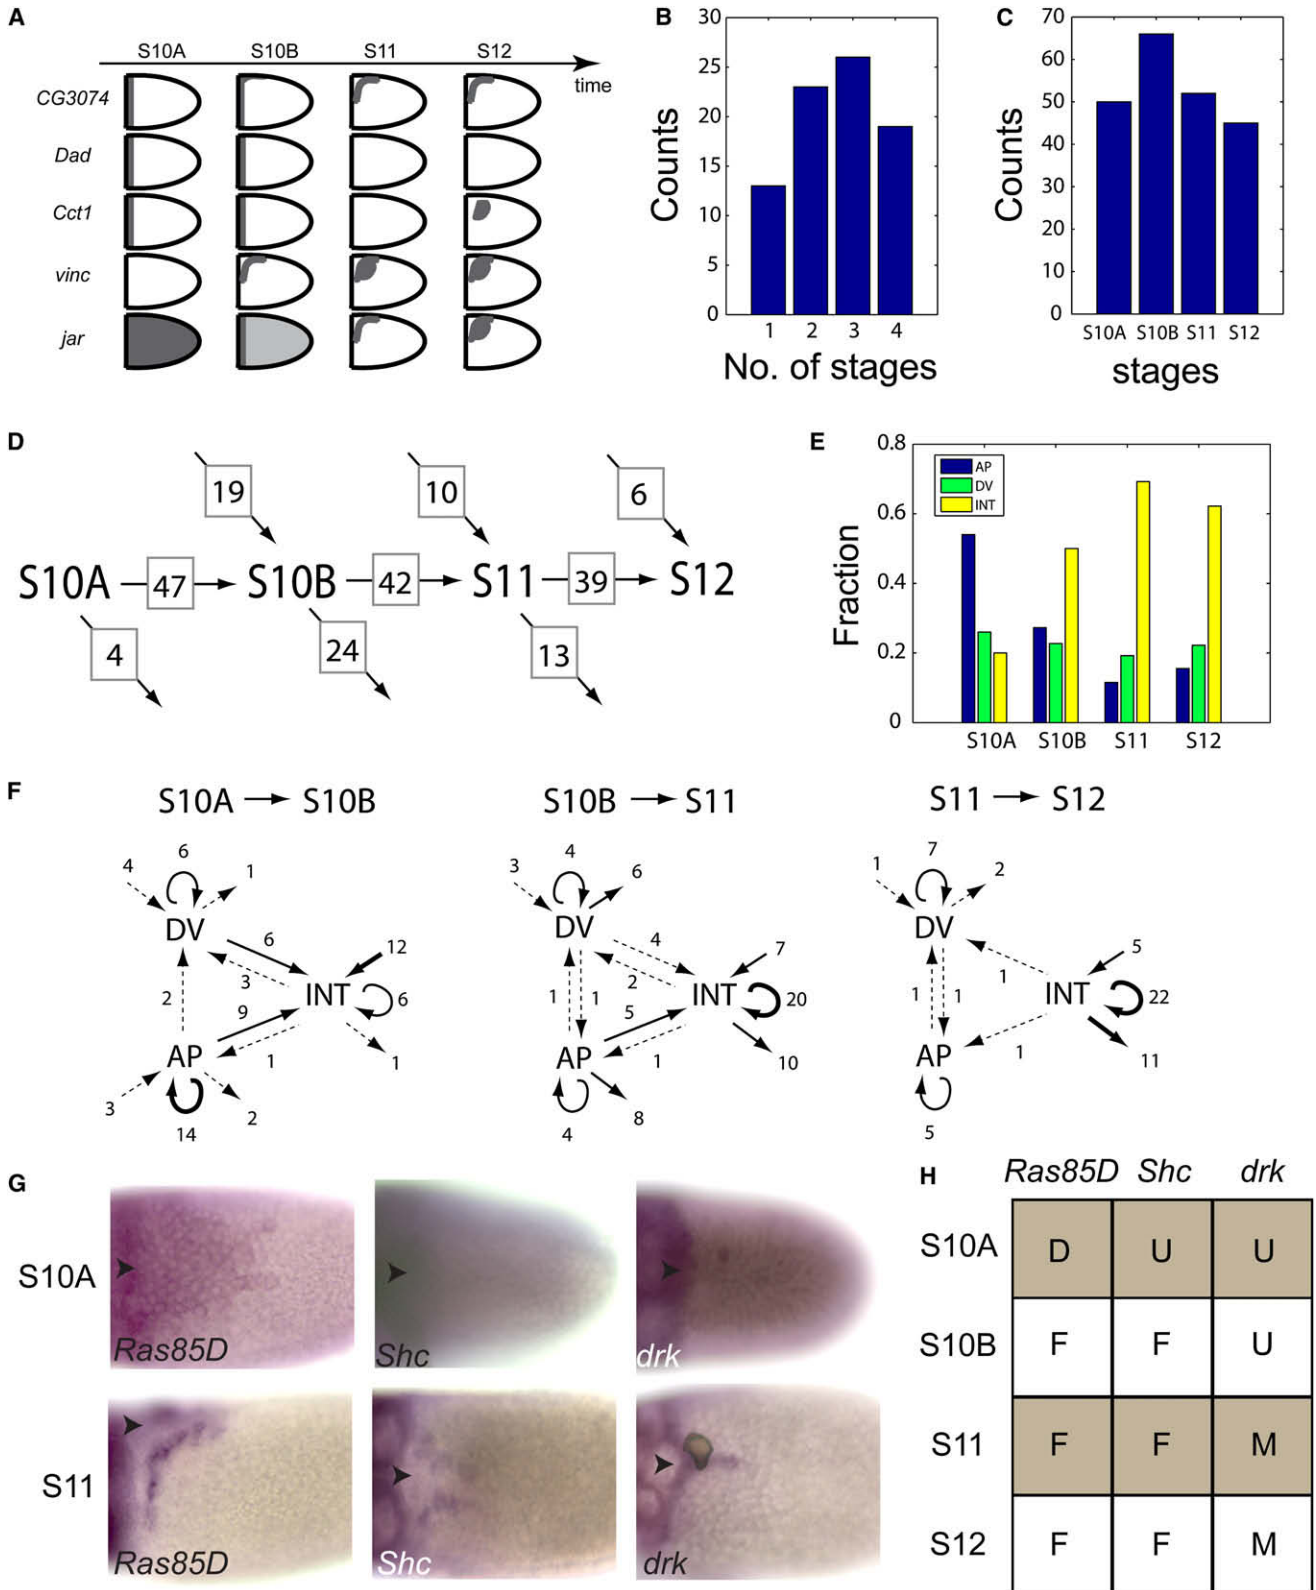 A
S10A S10B S11 S12
time
CG3074
Dad
Cct1
vinc
jar
B
30
25
20
15
10
5
0
Counts
1 2 3 4
No. of stages
C
70
60
50
40
30
20
10
0
Counts
S10A S10B S11 S12
stages
D
19 10 6
S10A 47 S10B 42 S11 39 S12
4 24 13
E
0.8
0.6
0.4
0.2
0
Fraction
AP
DV
INT
S10A S10B S11 S12
F
S10A S10B
4 6 1
DV
6 12
3
INT 6
2 9
AP 1 1
3 2
14
S10B S11
3 4 6
DV
4 7
2
INT 20
1 1 5
AP 1 10
4 8
S11 S12
1 7 2
DV
5
1
INT 22
1 1
AP 1 11
5
G
S10A
Ras85D Shc drk
S11
Ras85D Shc drk
H
Ras85D Shc drk
S10A D U U
S10B F F U
S11 F F M
S12 F F M